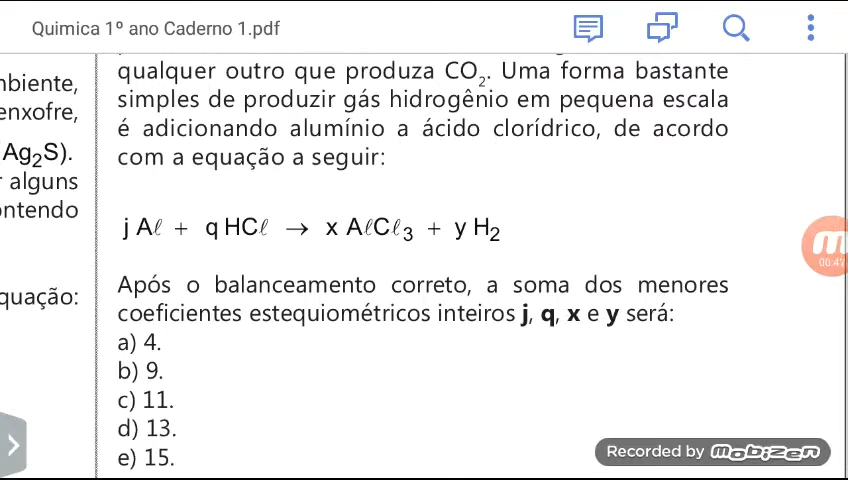 Quimica 1º ano Caderno 1.pdf
qualquer outro que produza CO₂. Uma forma bastante
simples de produzir gás hidrogênio em pequena escala
é adicionando alumínio a ácido clorídrico, de acordo
com a equação a seguir:
j Aℓ + q HCℓ → x AℓCℓ₃ + y H₂
Após o balanceamento correto, a soma dos menores
coeficientes estequiométricos inteiros j, q, x e y será:
a) 4.
b) 9.
c) 11.
d) 13.
e) 15.
mbiente,
enxofre,
Ag₂S).
r alguns
ontendo
quação:
00:47
Recorded by mobizen